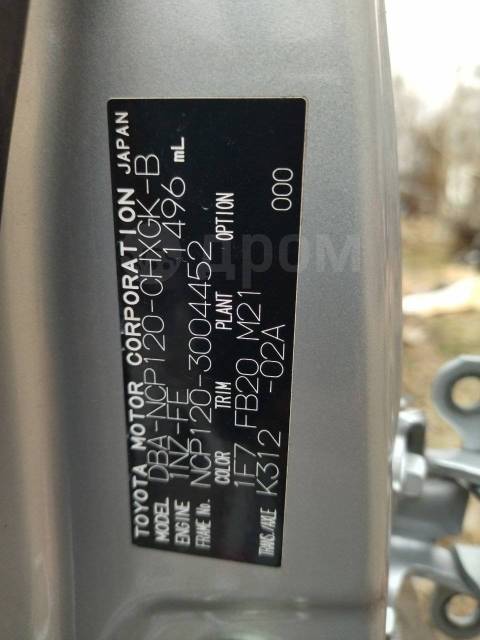 TOYOTA MOTOR CORPORATION JAPAN
MODEL DBA-NCP120-CHXGK-B
ENGINE 1NZ-FE 1496 mL
FRAME No. NCP120-3004452
COLOR TRIM PLANT OPTION
1F7 FB20 M21 000
TRANS./AXLE K312 -02A
дром